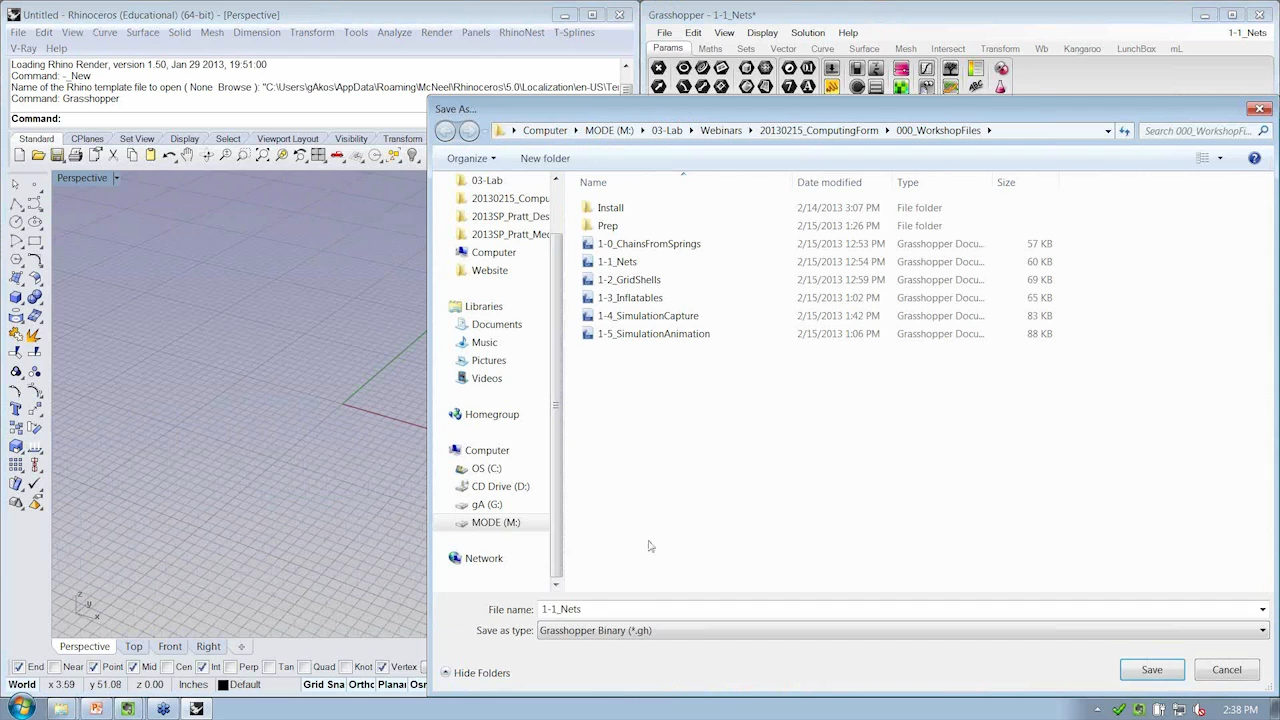 Untitled - Rhinoceros (Educational) (64-bit) - [Perspective]
File Edit View Curve Surface Solid Mesh Dimension Transform Tools Analyze Render Panels RhinoNest T-Splines
V-Ray Help
Loading Rhino Render, version 1.50, Jan 29 2013, 19:51:00
Command: -_New
Name of the Rhino template file to open ( None Browse ): "C:\Users\gAkos\AppData\Roaming\McNeel\Rhinoceros\5.0\Localization\en-US\Te
Command: Grasshopper
Command:
Standard CPlanes Set View Display Select Viewport Layout Visibility Transform
Perspective
z
y
x
Perspective Top Front Right
End Near Point Mid Cen Int Perp Tan Quad Knot Vertex
World x 3.59 y 51.08 z 0.00 Inches Default Grid Sna Ortho Planar Osn
Grasshopper - 1-1_Nets*
File Edit View Display Solution Help 1-1_Nets
Params Maths Sets Vector Curve Surface Mesh Intersect Transform Wb Kangaroo LunchBox mL
Save As...
Computer MODE (M:) 03-Lab Webinars 20130215_ComputingForm 000_WorkshopFiles Search 000_WorkshopFi...
Organize New folder
03-Lab
20130215_Compu
2013SP_Pratt_Des
2013SP_Pratt_Med
Computer
Website
Libraries
Documents
Music
Pictures
Videos
Homegroup
Computer
OS (C:)
CD Drive (D:)
gA (G:)
MODE (M:)
Network
Name Date modified Type Size
Install 2/14/2013 3:07 PM File folder
Prep 2/15/2013 1:26 PM File folder
1-0_ChainsFromSprings 2/15/2013 12:53 PM Grasshopper Docu... 57 KB
1-1_Nets 2/15/2013 12:54 PM Grasshopper Docu... 60 KB
1-2_GridShells 2/15/2013 12:59 PM Grasshopper Docu... 69 KB
1-3_Inflatables 2/15/2013 1:02 PM Grasshopper Docu... 65 KB
1-4_SimulationCapture 2/15/2013 1:42 PM Grasshopper Docu... 83 KB
1-5_SimulationAnimation 2/15/2013 1:06 PM Grasshopper Docu... 88 KB
File name: 1-1_Nets
Save as type: Grasshopper Binary (*.gh)
Hide Folders Save Cancel
2:38 PM